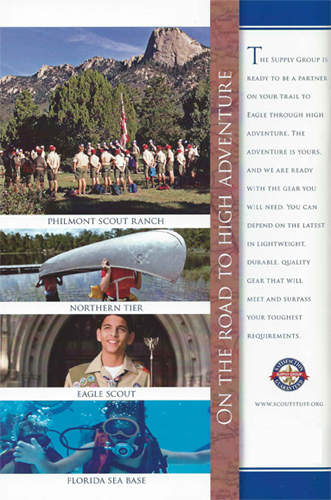 PHILMONT SCOUT RANCH
NORTHERN TIER
EAGLE SCOUT
FLORIDA SEA BASE
ON THE ROAD TO HIGH ADVENTURE
THE SUPPLY GROUP IS
READY TO BE A PARTNER
ON YOUR TRAIL TO
EAGLE THROUGH HIGH
ADVENTURE. THE
ADVENTURE IS YOURS,
AND WE ARE READY
WITH THE GEAR YOU
WILL NEED. YOU CAN
DEPEND ON THE LATEST
IN LIGHTWEIGHT,
DURABLE, QUALITY
GEAR THAT WILL
MEET AND SURPASS
YOUR TOUGHEST
REQUIREMENTS.
SATISFACTION
GUARANTEED
WWW.SCOUTSTUFF.ORG